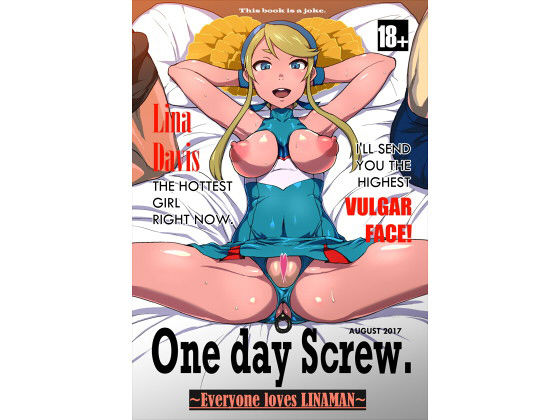 This book is a joke.
18+
Lina
Davis
THE HOTTEST
GIRL
RIGHT NOW.
I'LL SEND
YOU THE
HIGHEST
VULGAR
FACE!
AUGUST 2017
One day Screw.
~Everyone loves LINAMAN~